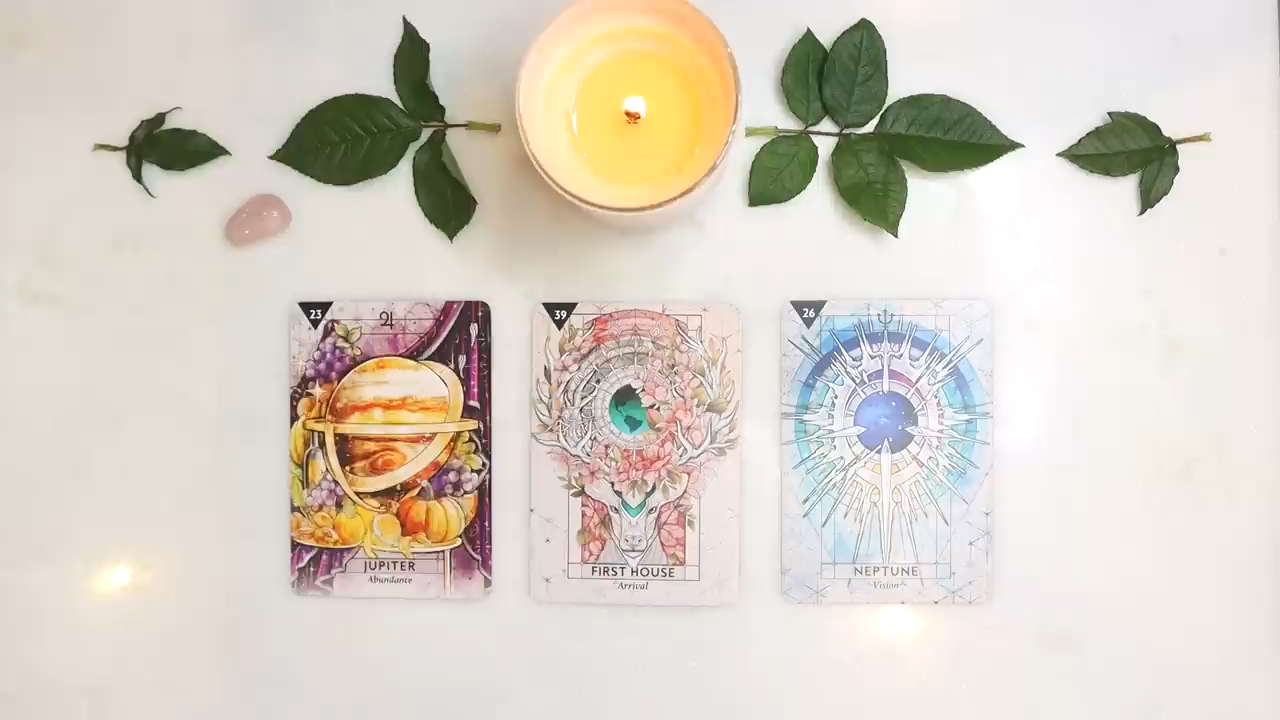 23
JUPITER
Abundance
39
FIRST HOUSE
Arrival
26
NEPTUNE
Vision